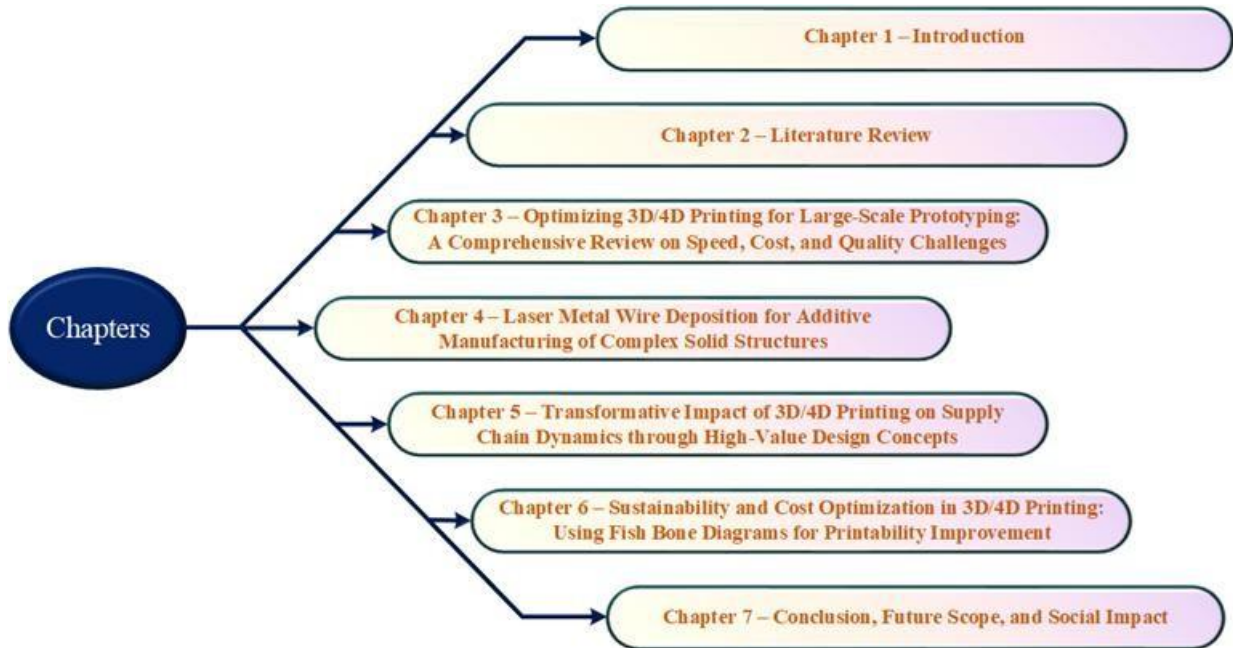 Chapters
Chapter 1 – Introduction
Chapter 2 – Literature Review
Chapter 3 – Optimizing 3D/4D Printing for Large-Scale Prototyping:
A Comprehensive Review on Speed, Cost, and Quality Challenges
Chapter 4 – Laser Metal Wire Deposition for Additive
Manufacturing of Complex Solid Structures
Chapter 5 – Transformative Impact of 3D/4D Printing on Supply
Chain Dynamics through High-Value Design Concepts
Chapter 6 – Sustainability and Cost Optimization in 3D/4D Printing:
Using Fish Bone Diagrams for Printability Improvement
Chapter 7 – Conclusion, Future Scope, and Social Impact